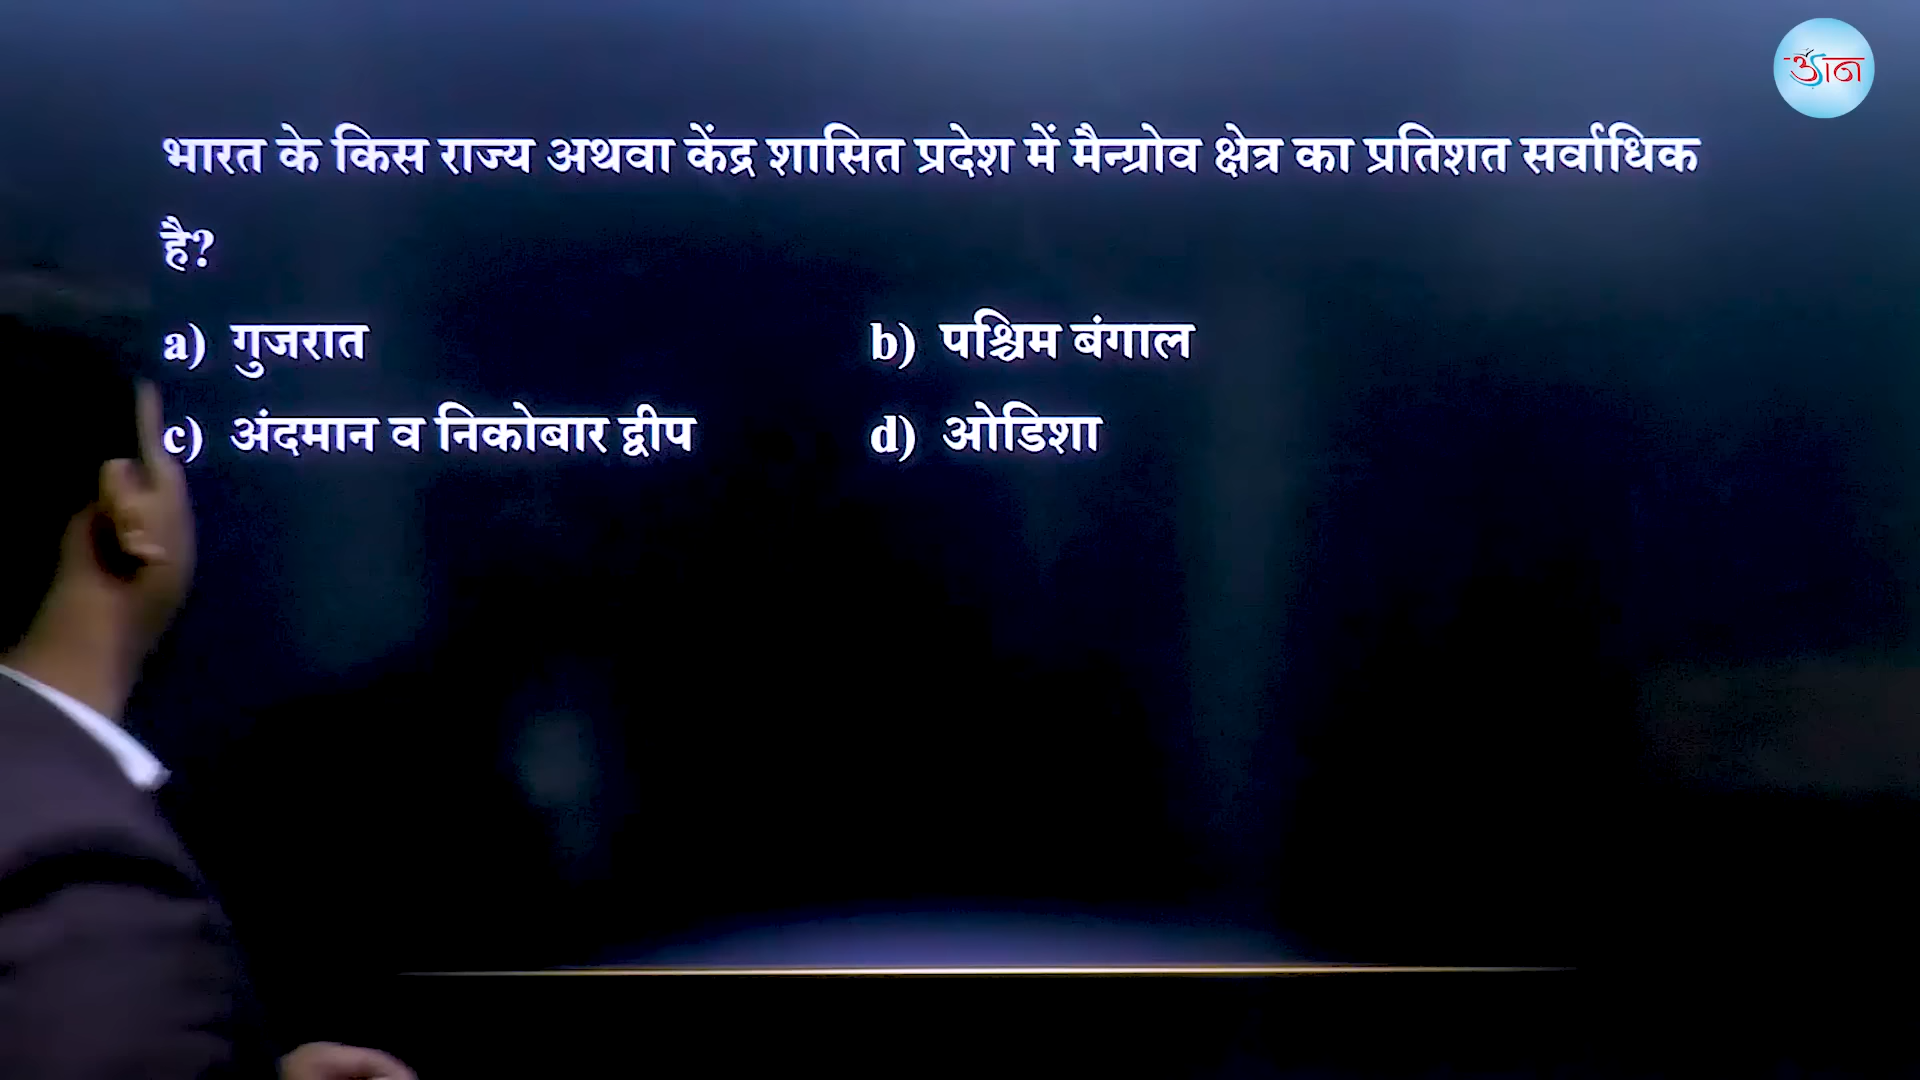 ज्ञान
भारत के किस राज्य अथवा केंद्र शासित प्रदेश में मैन्ग्रोव क्षेत्र का प्रतिशत सर्वाधिक
है?
a) गुजरात b) पश्चिम बंगाल
c) अंदमान व निकोबार द्वीप d) ओडिशा